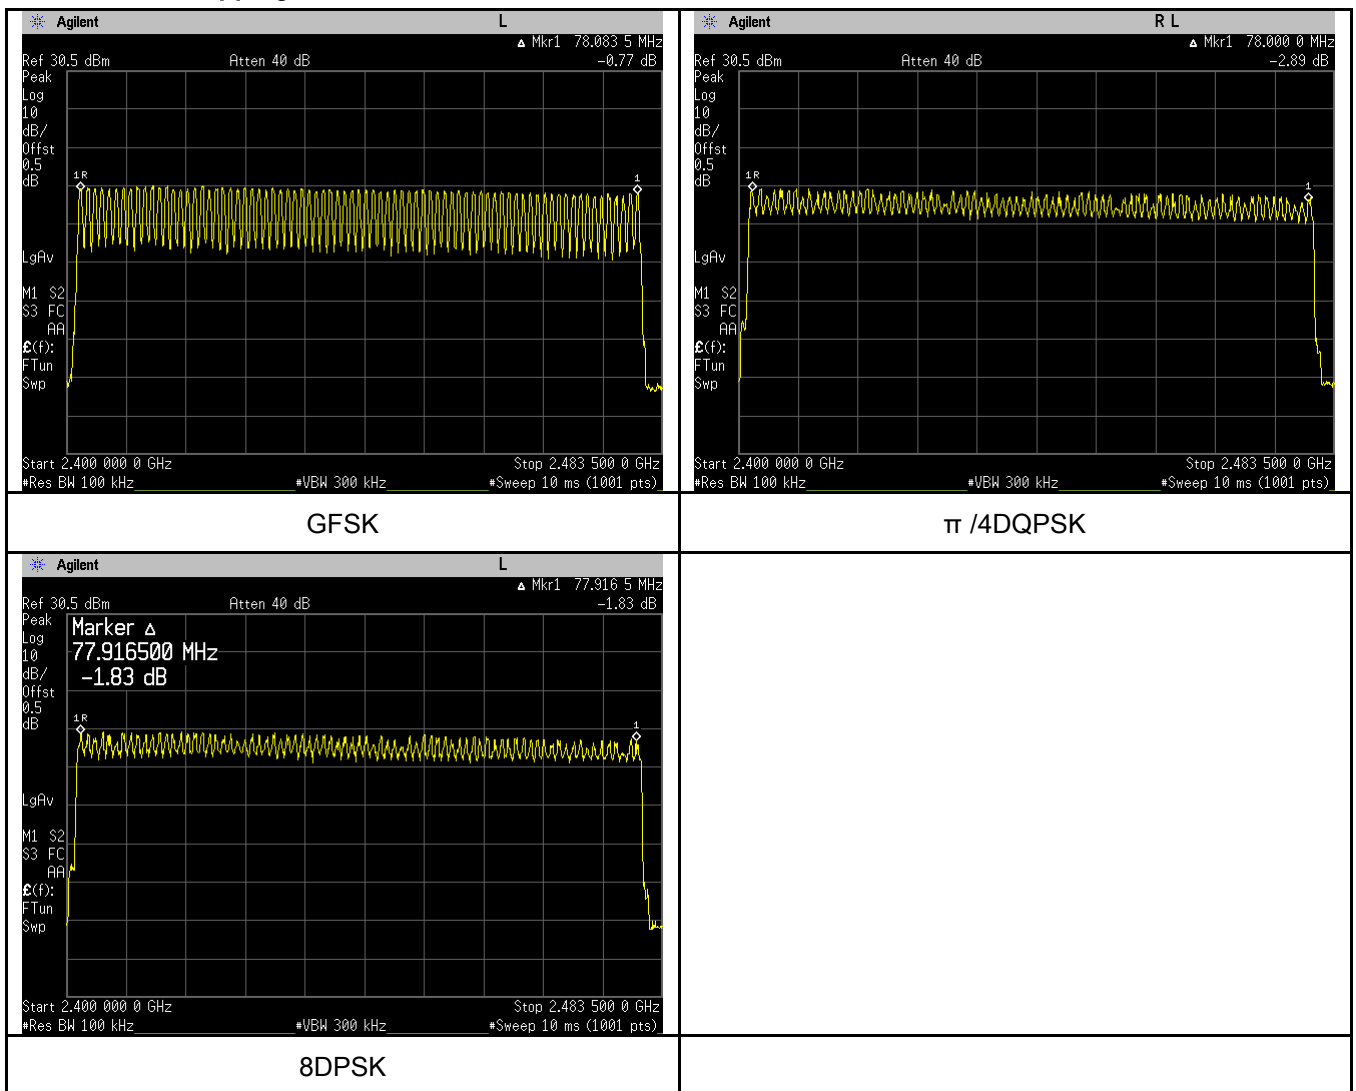 Agilent L
Δ Mkr1 78.083 5 MHz
Ref 30.5 dBm Atten 40 dB -0.77 dB
Peak
Log
10
dB/
Offst
0.5
dB
1R
1
LgAv
M1 S2
S3 FC
AA
£(f):
FTun
Swp
Start 2.400 000 0 GHz Stop 2.483 500 0 GHz
#Res BW 100 kHz #VBW 300 kHz #Sweep 10 ms (1001 pts)
GFSK
Agilent R L
Δ Mkr1 78.000 0 MHz
Ref 30.5 dBm Atten 40 dB -2.89 dB
Peak
Log
10
dB/
Offst
0.5
dB
1R
1
LgAv
M1 S2
S3 FC
AA
£(f):
FTun
Swp
Start 2.400 000 0 GHz Stop 2.483 500 0 GHz
#Res BW 100 kHz #VBW 300 kHz #Sweep 10 ms (1001 pts)
π /4DQPSK
Agilent L
Δ Mkr1 77.916 5 MHz
Ref 30.5 dBm Atten 40 dB -1.83 dB
Peak
Log
10
dB/
Offst
0.5
dB
Marker Δ
77.916500 MHz
-1.83 dB
1R
1
LgAv
M1 S2
S3 FC
AA
£(f):
FTun
Swp
Start 2.400 000 0 GHz Stop 2.483 500 0 GHz
#Res BW 100 kHz #VBW 300 kHz #Sweep 10 ms (1001 pts)
8DPSK